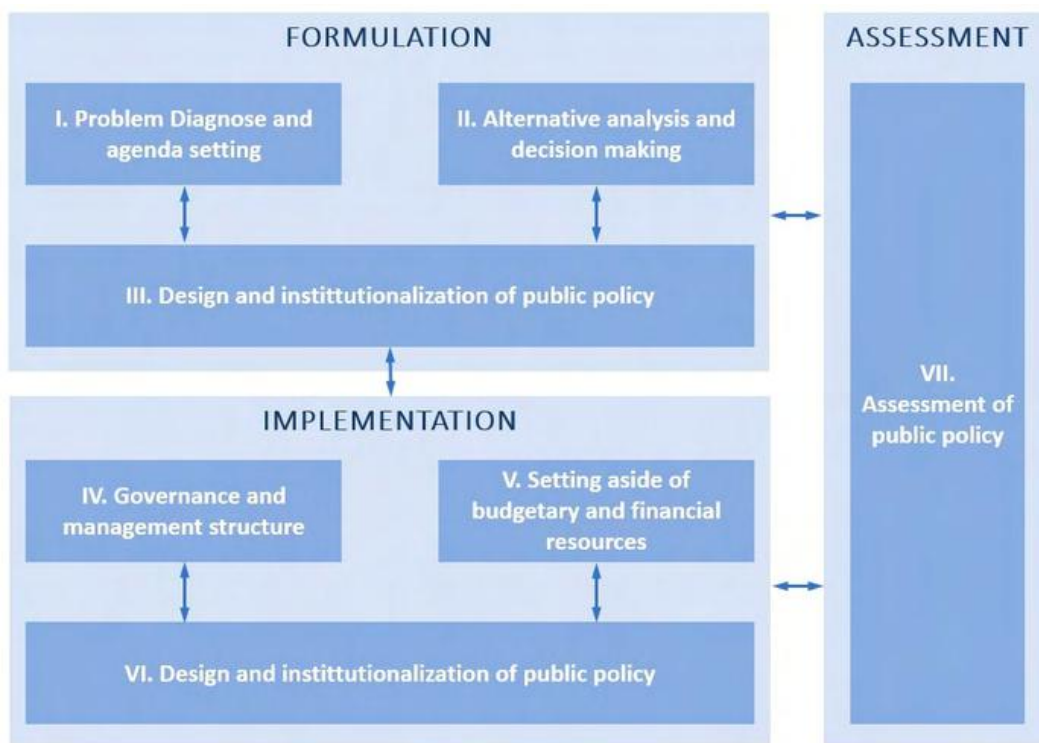 FORMULATION
I. Problem Diagnose and
agenda setting
II. Alternative analysis and
decision making
III. Design and instittutionalization of public policy
IMPLEMENTATION
IV. Governance and
management structure
V. Setting aside of
budgetary and financial
resources
VI. Design and instittutionalization of public policy
ASSESSMENT
VII.
Assessment of
public policy